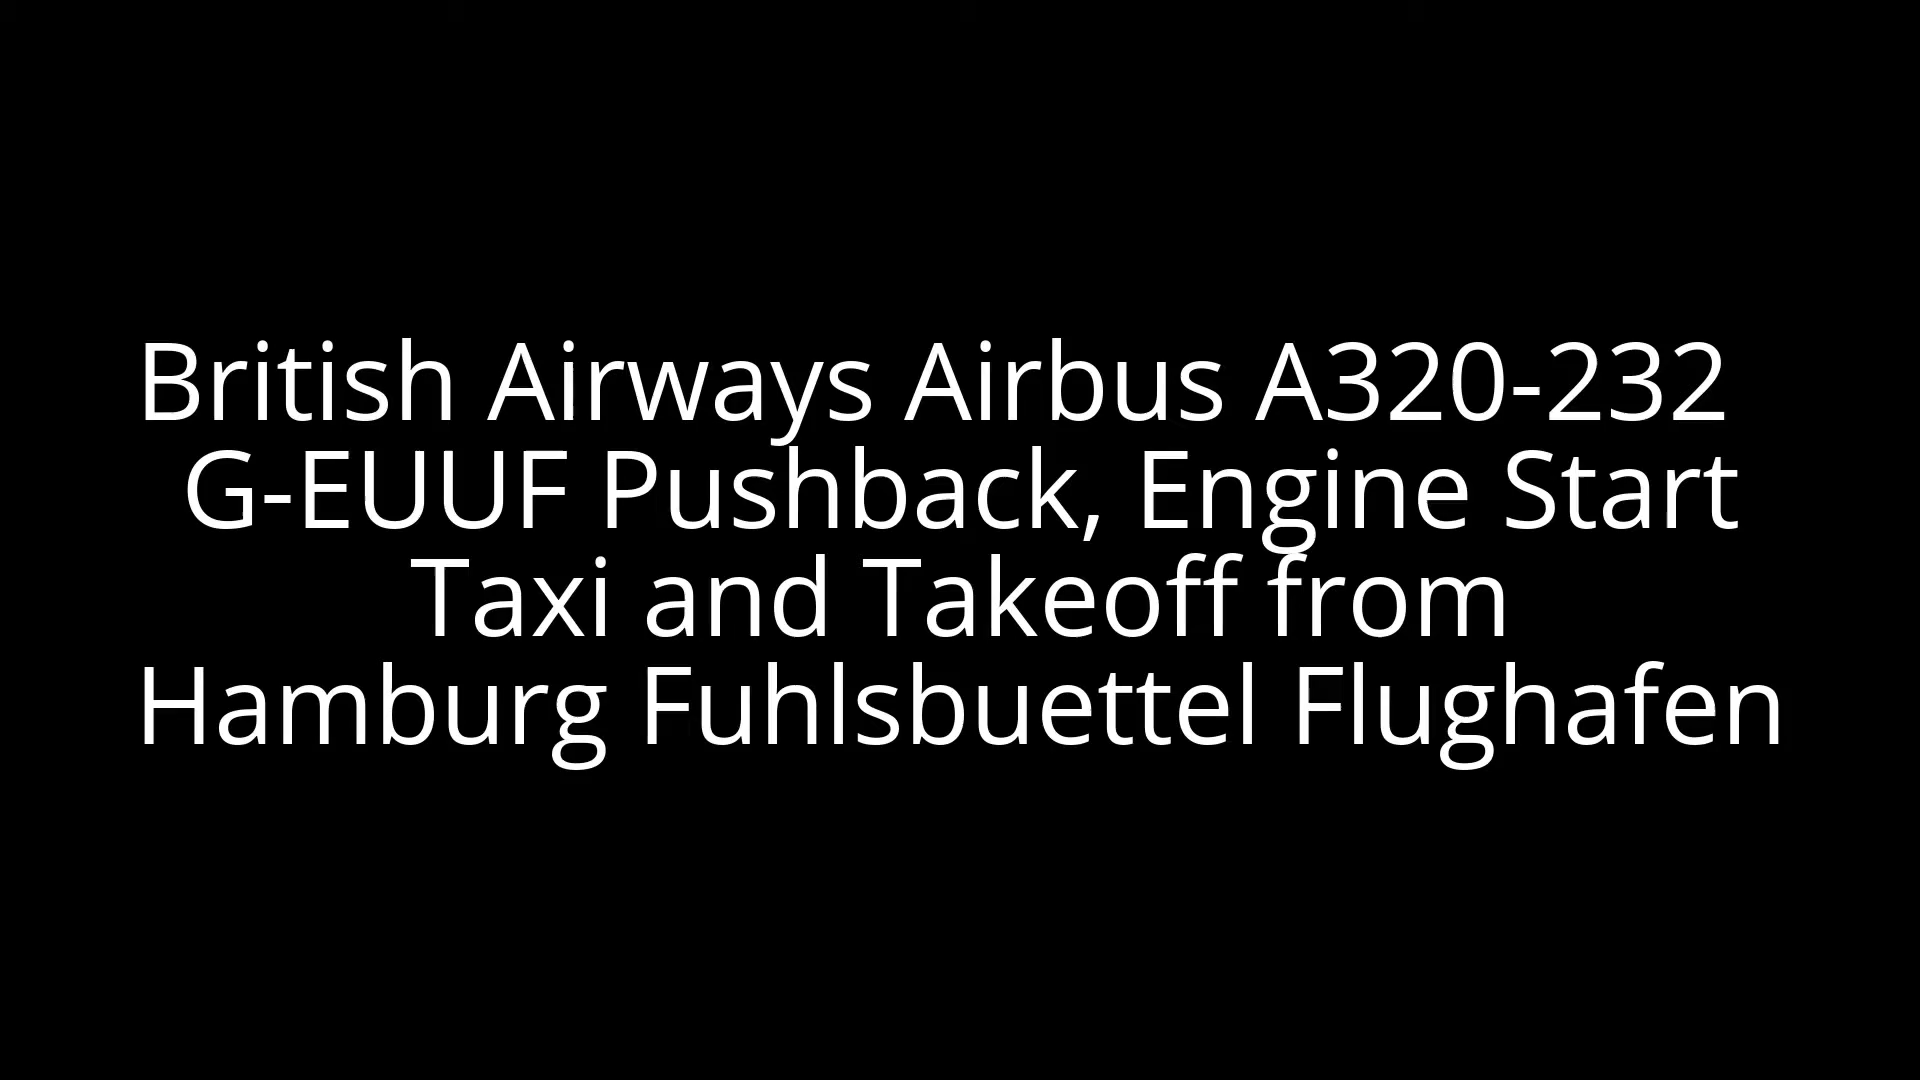 British Airways Airbus A320-232
G-EUUF Pushback, Engine Start
Taxi and Takeoff from
Hamburg Fuhlsbuettel Flughafen